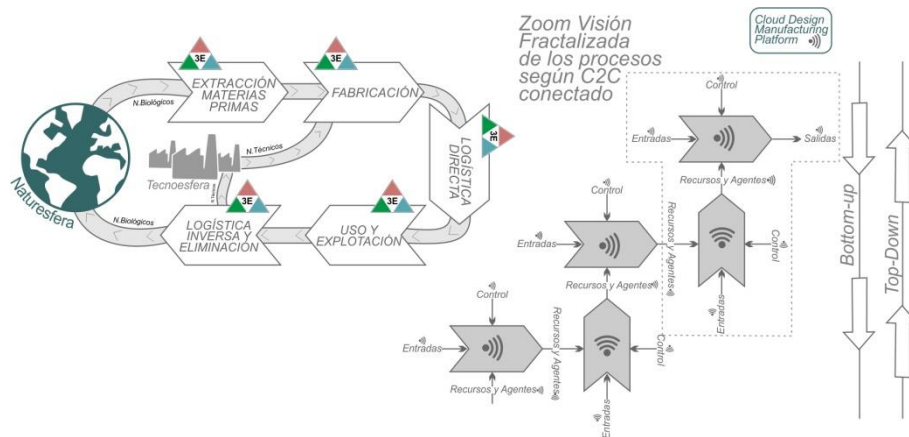 Zoom Visión
Fractalizada
de los procesos
según C2C
conectado
Cloud Design
Manufacturing
Platform
3E
EXTRACCIÓN
MATERIAS
PRIMAS
3E
FABRICACIÓN
3E
LOGÍSTICA
DIRECTA
3E
USO Y
EXPLOTACIÓN
3E
LOGÍSTICA
INVERSA Y
ELIMINACIÓN
N.Biológicos
N.Técnicos
N.Biológicos
Naturesfera
Tecnoesfera
Control
Entradas
Salidas
Recursos y Agentes
Recursos y Agentes
Control
Entradas
Control
Entradas
Recursos y Agentes
Recursos y Agentes
Control
Entradas
Control
Entradas
Recursos y Agentes
Bottom-up
Top-Down